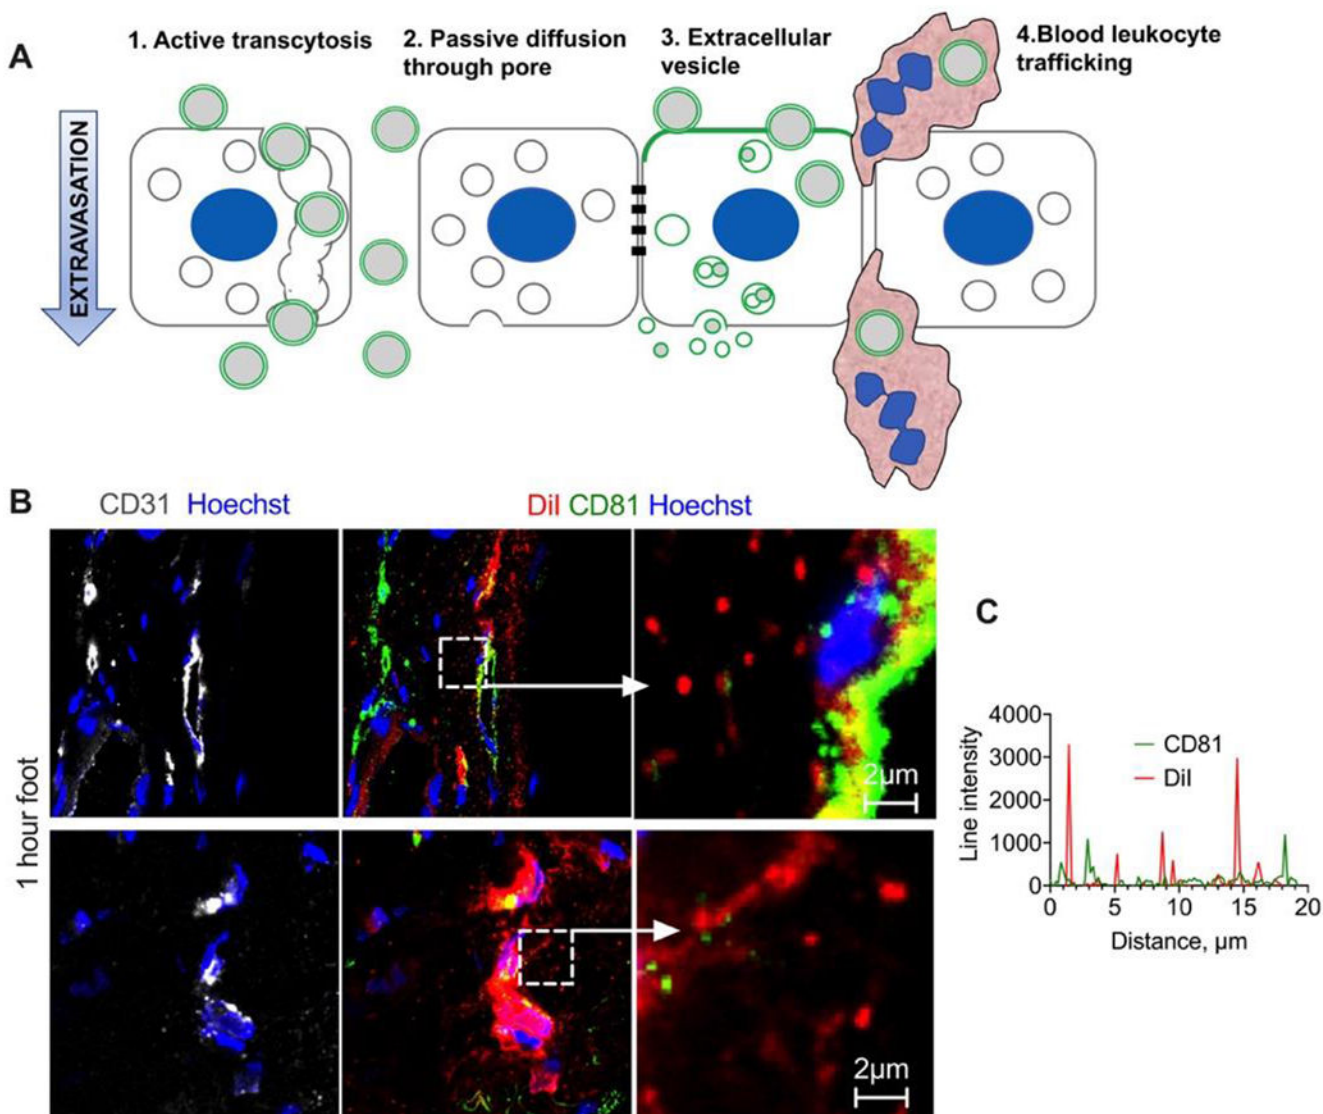 A
1. Active transcytosis
2. Passive diffusion
through pore
3. Extracellular
vesicle
4.Blood leukocyte
trafficking
EXTRAVASATION
B
CD31 Hoechst
DiI CD81 Hoechst
1 hour foot
2µm
2µm
C
Line intensity
4000
3000
2000
1000
0
CD81
DiI
0 5 10 15 20
Distance, µm